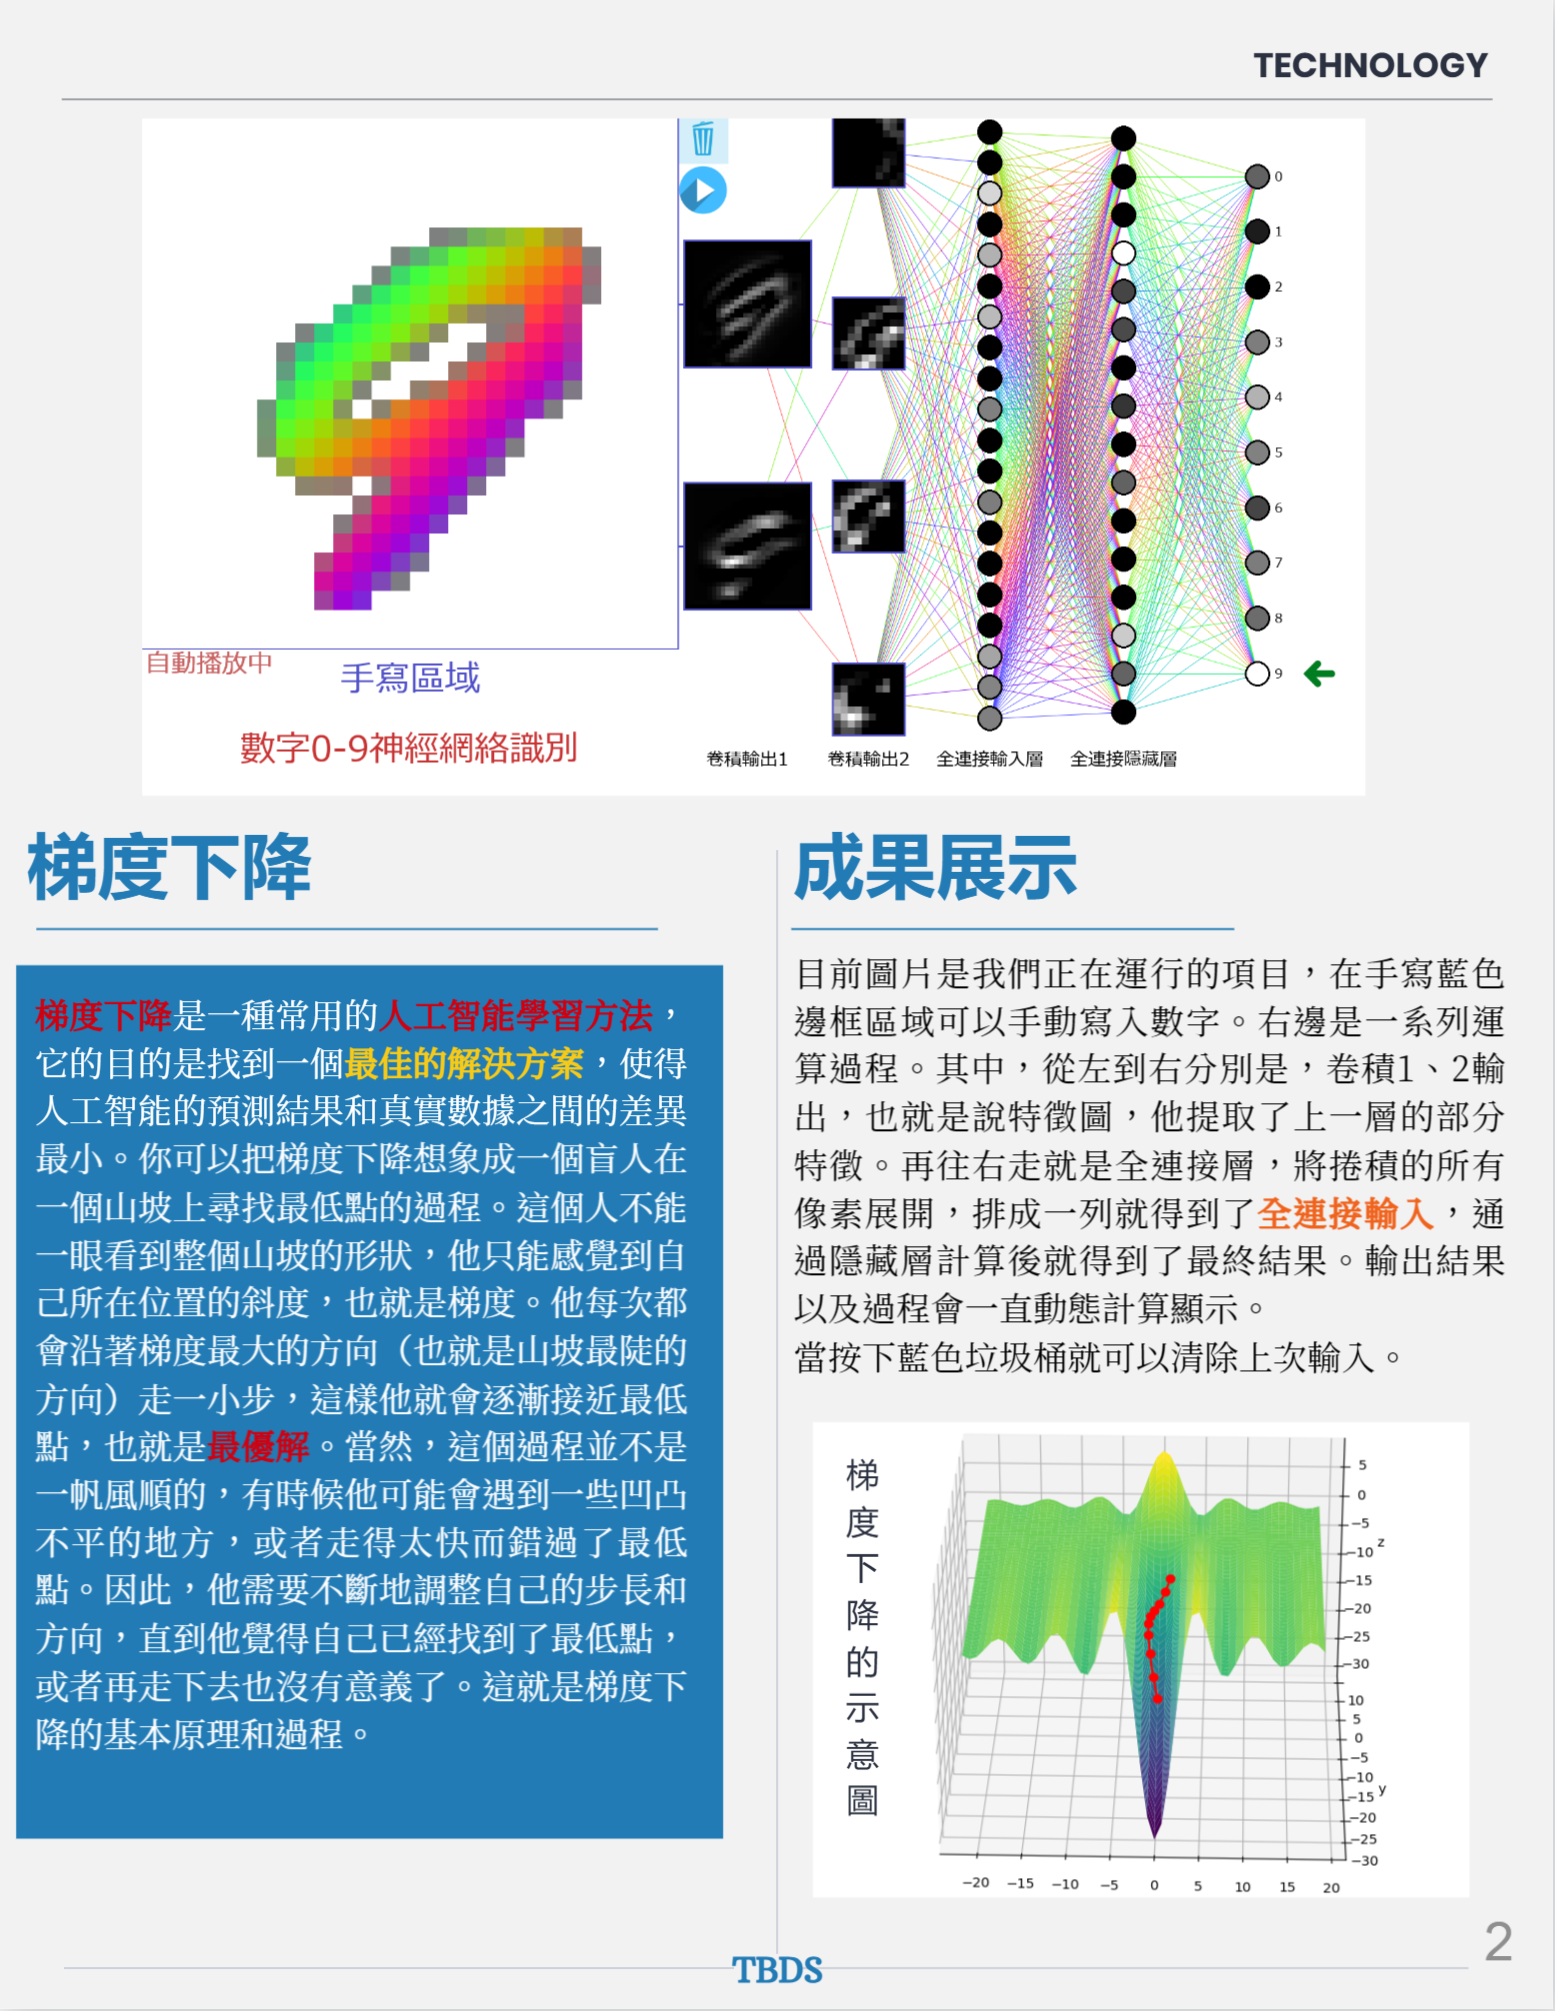 TECHNOLOGY
0
1
2
3
4
5
6
7
8
9
自動播放中
手寫區域
數字0-9神經網絡識別
卷積輸出1
卷積輸出2
全連接輸入層
全連接隱藏層
梯度下降
梯度下降是一種常用的人工智能學習方法，
它的目的是找到一個最佳的解決方案，使得
人工智能的預測結果和真實數據之間的差異
最小。你可以把梯度下降想象成一個盲人在
一個山坡上尋找最低點的過程。這個人不能
一眼看到整個山坡的形狀，他只能感覺到自
己所在位置的斜度，也就是梯度。他每次都
會沿著梯度最大的方向（也就是山坡最陡的
方向）走一小步，這樣他就會逐漸接近最低
點，也就是最優解。當然，這個過程並不是
一帆風順的，有時候他可能會遇到一些凹凸
不平的地方，或者走得太快而錯過了最低
點。因此，他需要不斷地調整自己的步長和
方向，直到他覺得自己已經找到了最低點，
或者再走下去也沒有意義了。這就是梯度下
降的基本原理和過程。
成果展示
目前圖片是我們正在運行的項目，在手寫藍色
邊框區域可以手動寫入數字。右邊是一系列運
算過程。其中，從左到右分別是，卷積1、2輸
出，也就是說特徵圖，他提取了上一層的部分
特徵。再往右走就是全連接層，將捲積的所有
像素展開，排成一列就得到了全連接輸入，通
過隱藏層計算後就得到了最終結果。輸出結果
以及過程會一直動態計算顯示。
當按下藍色垃圾桶就可以清除上次輸入。
梯度下降的示意圖
5
0
−5
−10
z
−15
−20
−25
−30
10
5
0
−5
−10
y
−15
−20
−25
−30
−20 −15 −10 −5 0 5 10 15 20
TBDS
2